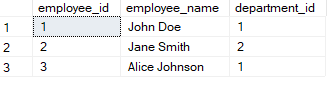 employee_id employee_name department_id
1 1 John Doe 1
2 2 Jane Smith 2
3 3 Alice Johnson 1